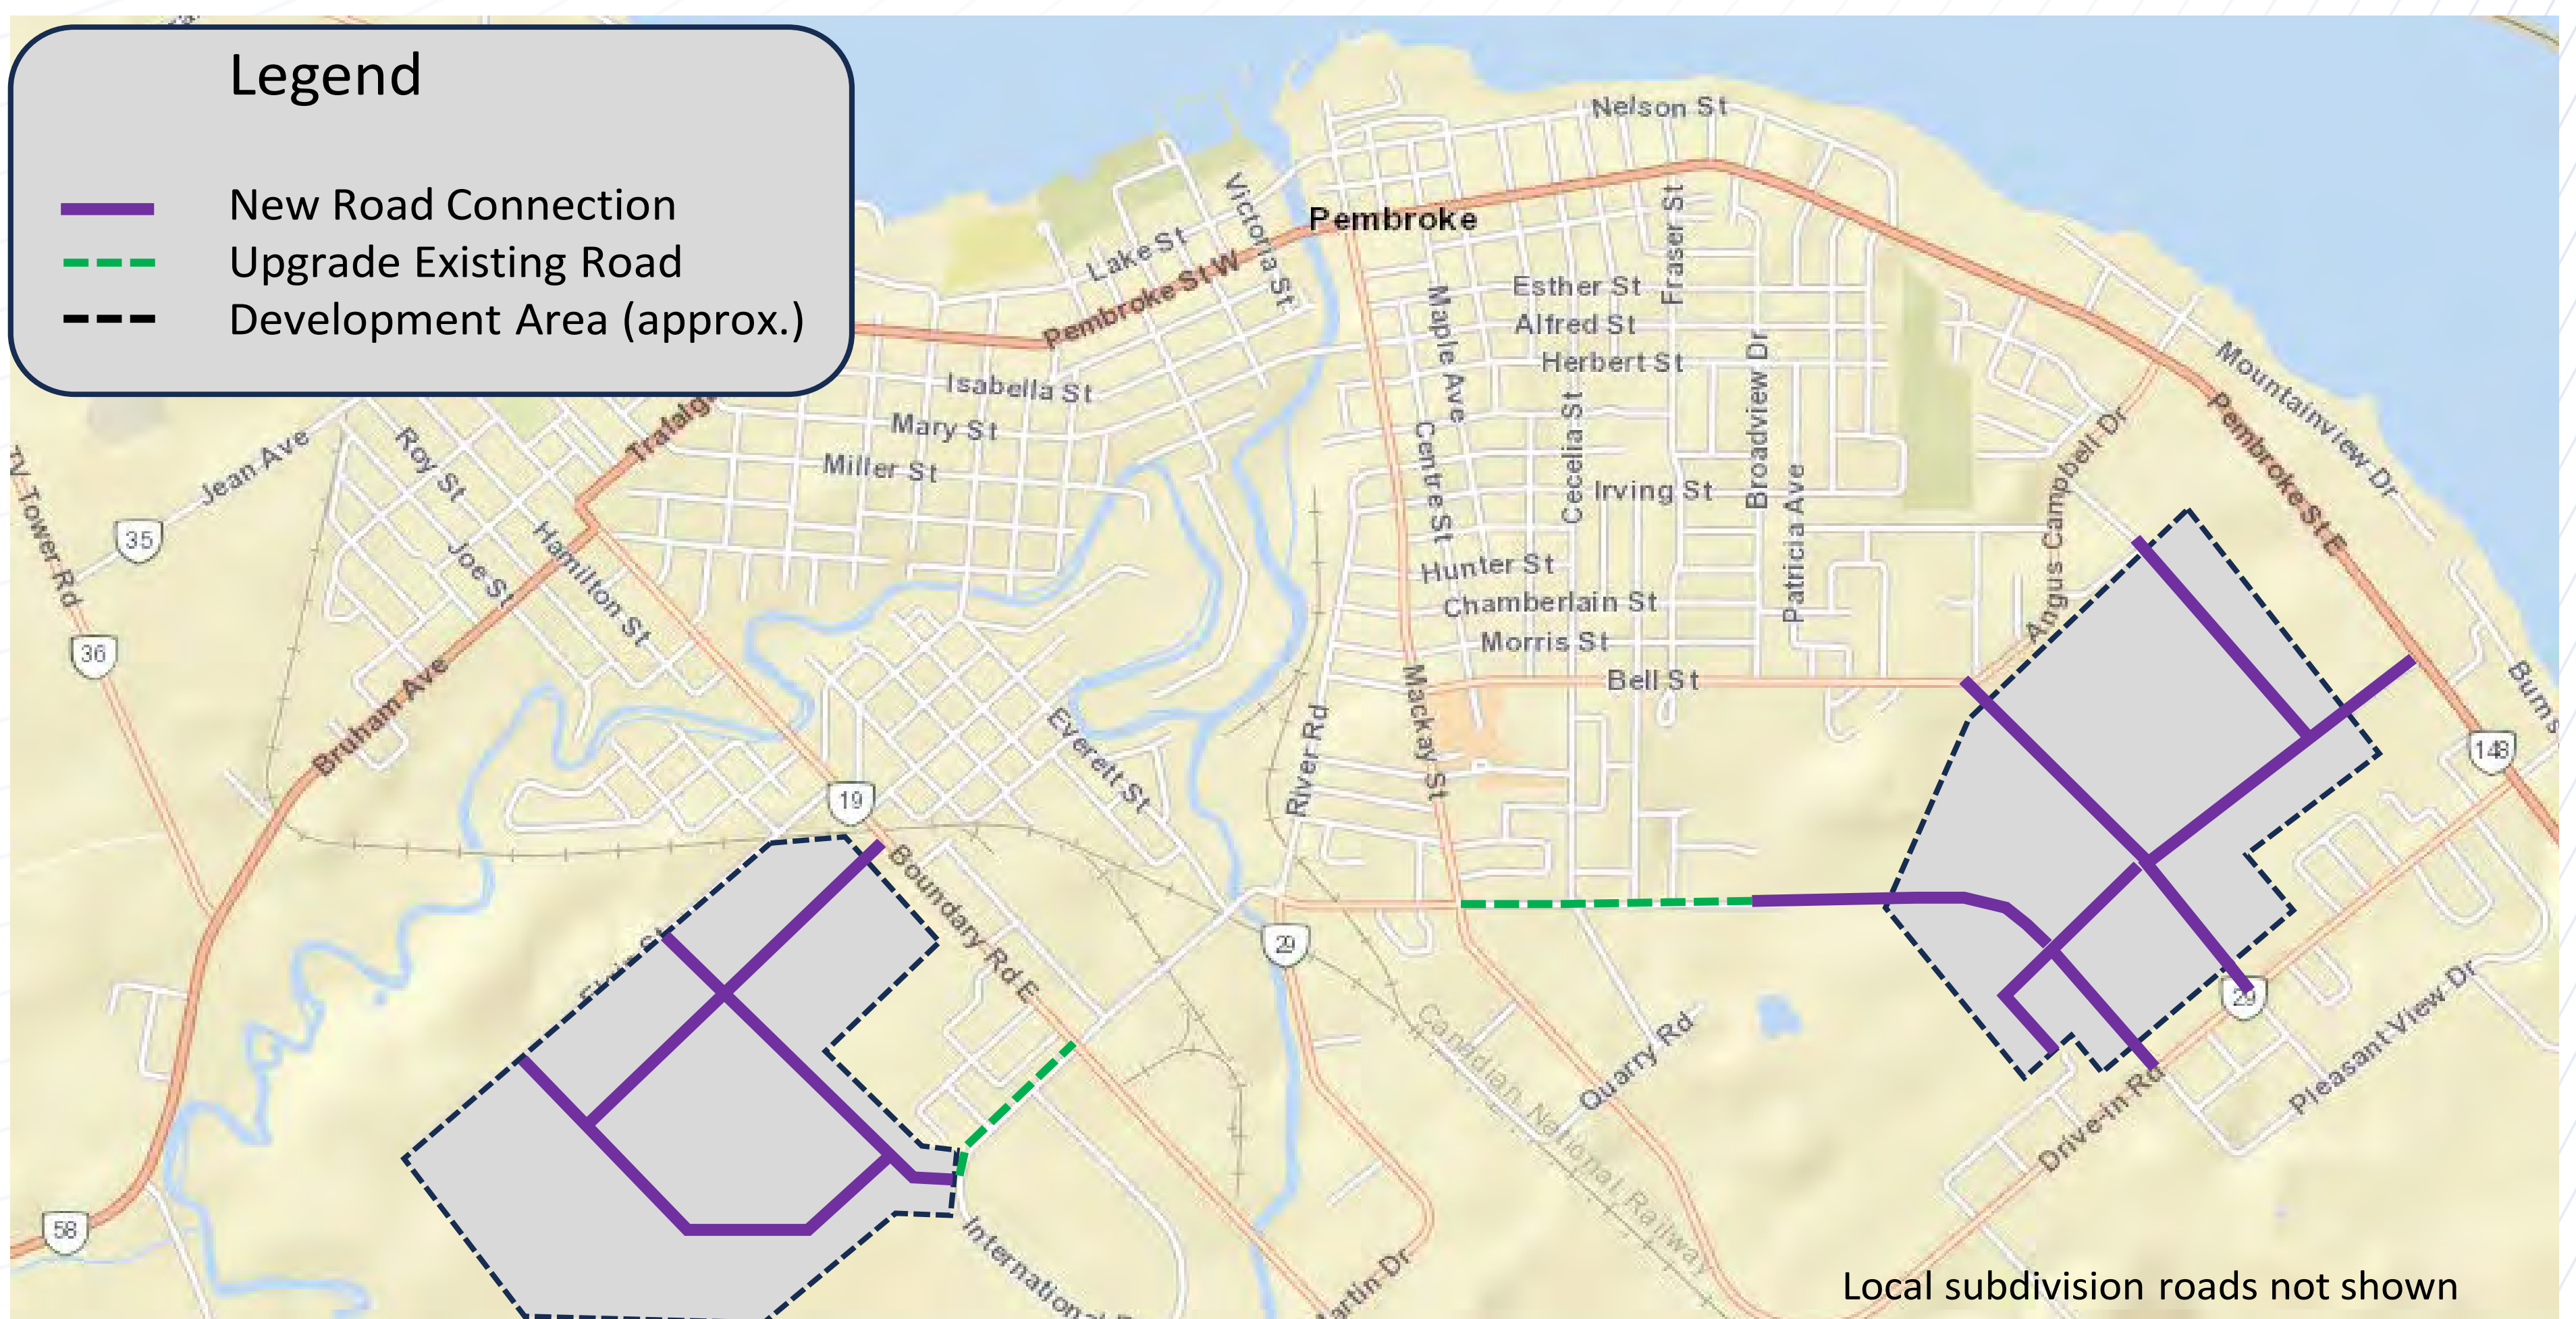 Legend
New Road Connection
Upgrade Existing Road
Development Area (approx.)
Nelson St
Victoria St
Pembroke
Lake St
Pembroke St W
Fraser St
Esther St
Maple Ave
Alfred St
Herbert St
Broadview Dr
Mountainview Dr
Isabella St
Cecelia St
Mary St
Centre St
Angus Campbell Dr
Pembroke St E
Jean Ave
Roy St
Miller St
Irving St
Patricia Ave
TV Tower Rd
35
Joe St
Hamilton St
Hunter St
Chamberlain St
Morris St
36
Bell St
Mackay St
Bruham Ave
Everett St
River Rd
148
19
Boundary Rd E
29
29
Canadian National Railway
Quarry Rd
Pleasant View Dr
Drive-in Rd
58
International
Local subdivision roads not shown